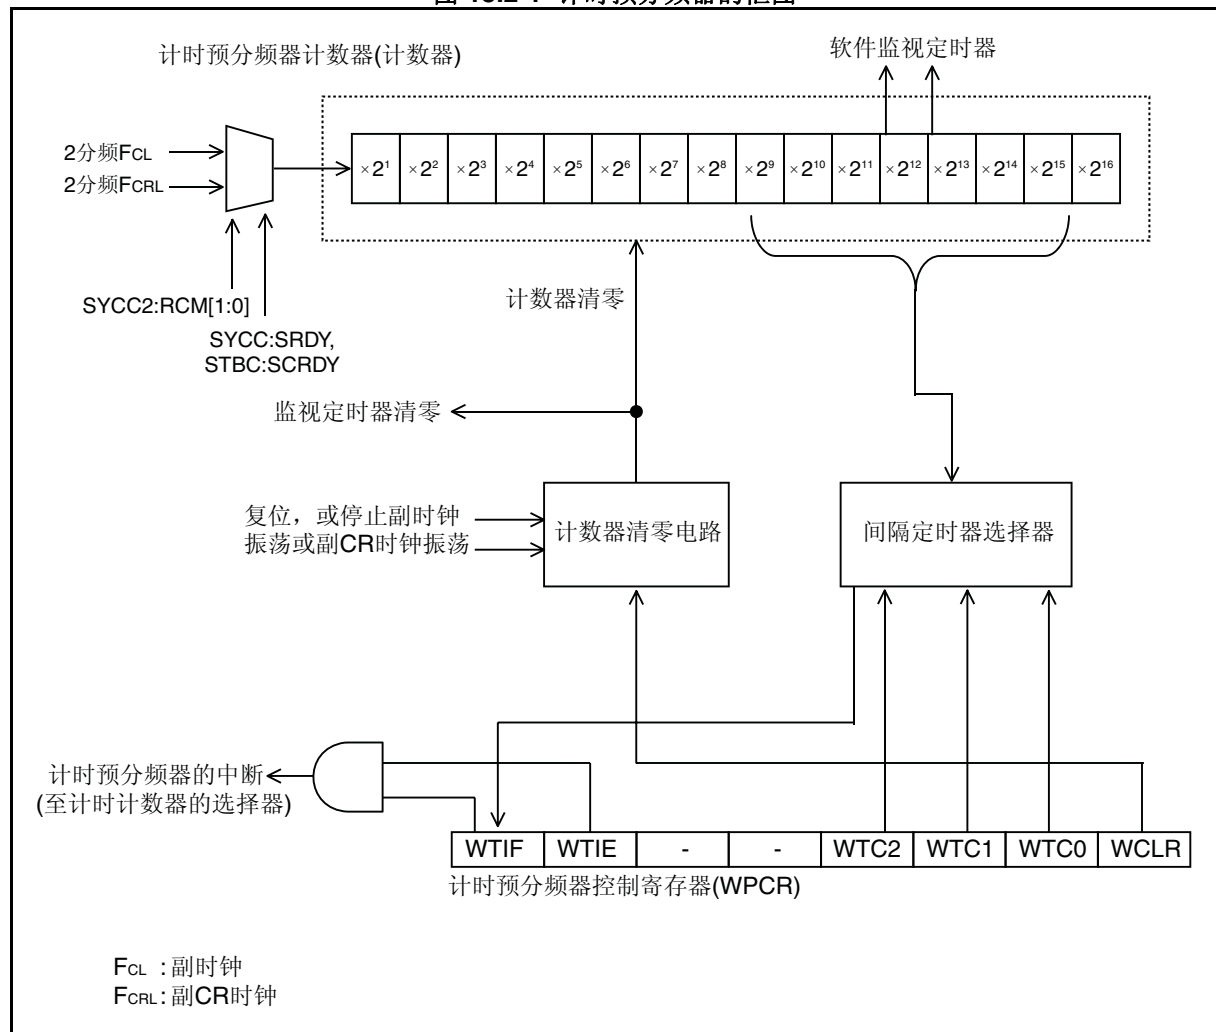 计时预分频器计数器(计数器)
软件监视定时器
2分频FCL
2分频FCRL
×2¹ ×2² ×2³ ×2⁴ ×2⁵ ×2⁶ ×2⁷ ×2⁸ ×2⁹ ×2¹⁰ ×2¹¹ ×2¹² ×2¹³ ×2¹⁴ ×2¹⁵ ×2¹⁶
SYCC2:RCM[1:0]
SYCC:SRDY,
STBC:SCRDY
计数器清零
监视定时器清零
复位，或停止副时钟
振荡或副CR时钟振荡
计数器清零电路
间隔定时器选择器
计时预分频器的中断
(至计时计数器的选择器)
WTIF WTIE - - WTC2 WTC1 WTC0 WCLR
计时预分频器控制寄存器(WPCR)
FCL :副时钟
FCRL:副CR时钟